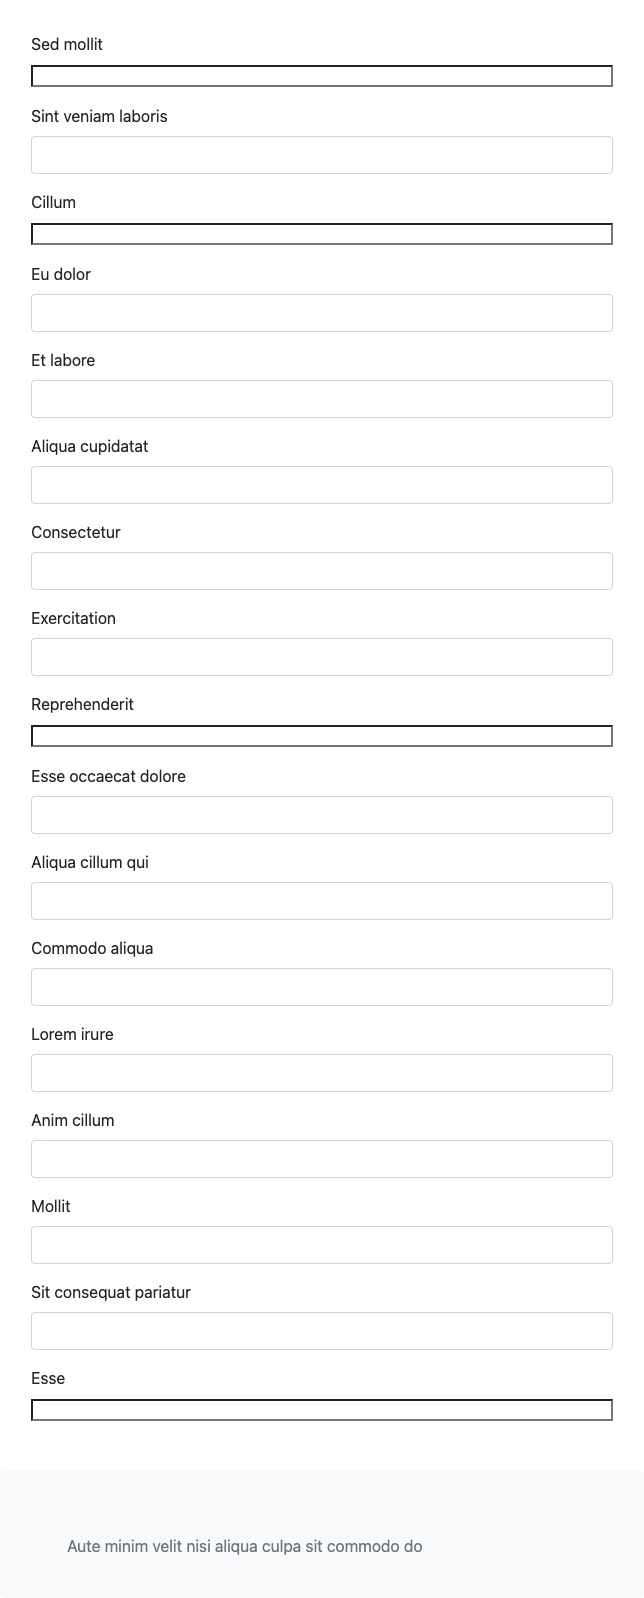 Sed mollit
Sint veniam laboris
Cillum
Eu dolor
Et labore
Aliqua cupidatat
Consectetur
Exercitation
Reprehenderit
Esse occaecat dolore
Aliqua cillum qui
Commodo aliqua
Lorem irure
Anim cillum
Mollit
Sit consequat pariatur
Esse
Aute minim velit nisi aliqua culpa sit commodo do